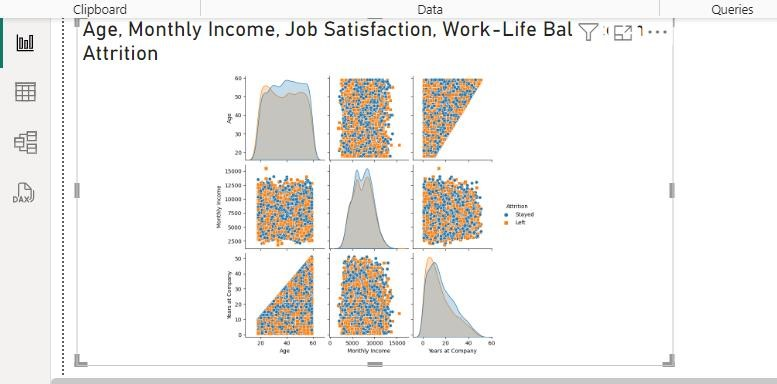 Clipboard Data Queries
Age, Monthly Income, Job Satisfaction, Work-Life Bal
Attrition
DAX
Age
60
50
40
30
20
Monthly Income
15000
12500
10000
7500
5000
2500
Years at Company
50
40
30
20
10
0
Attrition
Stayed
Left
20 40 60 0 5000 10000 15000 0 20 40 60
Age Monthly Income Years at Company